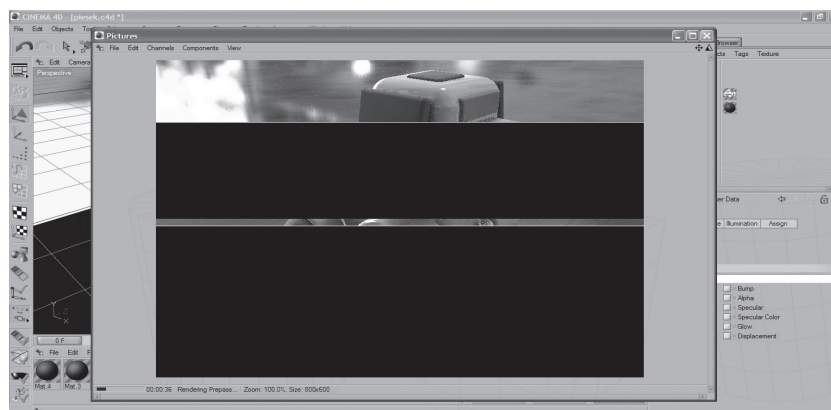 CINEMA 4D - [piesek.c4d *]
File Edit Objects
Pictures
File Edit Channels Components View
Browser
Tags Texture
Edit Camera
Perspective
er Data
Illumination Assign
Bump
Alpha
Specular
Specular Color
Glow
Displacement
Y
Z
X
0 F
File Edit
Mat.4 Mat.3
00:00:36 Rendering Prepass... Zoom: 100.0%, Size: 800x600